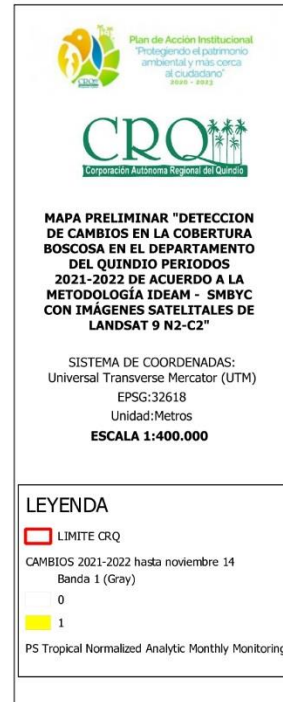 Plan de Acción Institucional
"Protegiendo el patrimonio
ambiental y más cerca
al ciudadano"
2020 - 2023
CRQ
CRQ
Corporación Autónoma Regional del Quindío
MAPA PRELIMINAR "DETECCION
DE CAMBIOS EN LA COBERTURA
BOSCOSA EN EL DEPARTAMENTO
DEL QUINDIO PERIODOS
2021-2022 DE ACUERDO A LA
METODOLOGÍA IDEAM - SMBYC
CON IMÁGENES SATELITALES DE
LANDSAT 9 N2-C2"
SISTEMA DE COORDENADAS:
Universal Transverse Mercator (UTM)
EPSG:32618
Unidad:Metros
ESCALA 1:400.000
LEYENDA
LIMITE CRQ
CAMBIOS 2021-2022 hasta noviembre 14
Banda 1 (Gray)
0
1
PS Tropical Normalized Analytic Monthly Monitoring